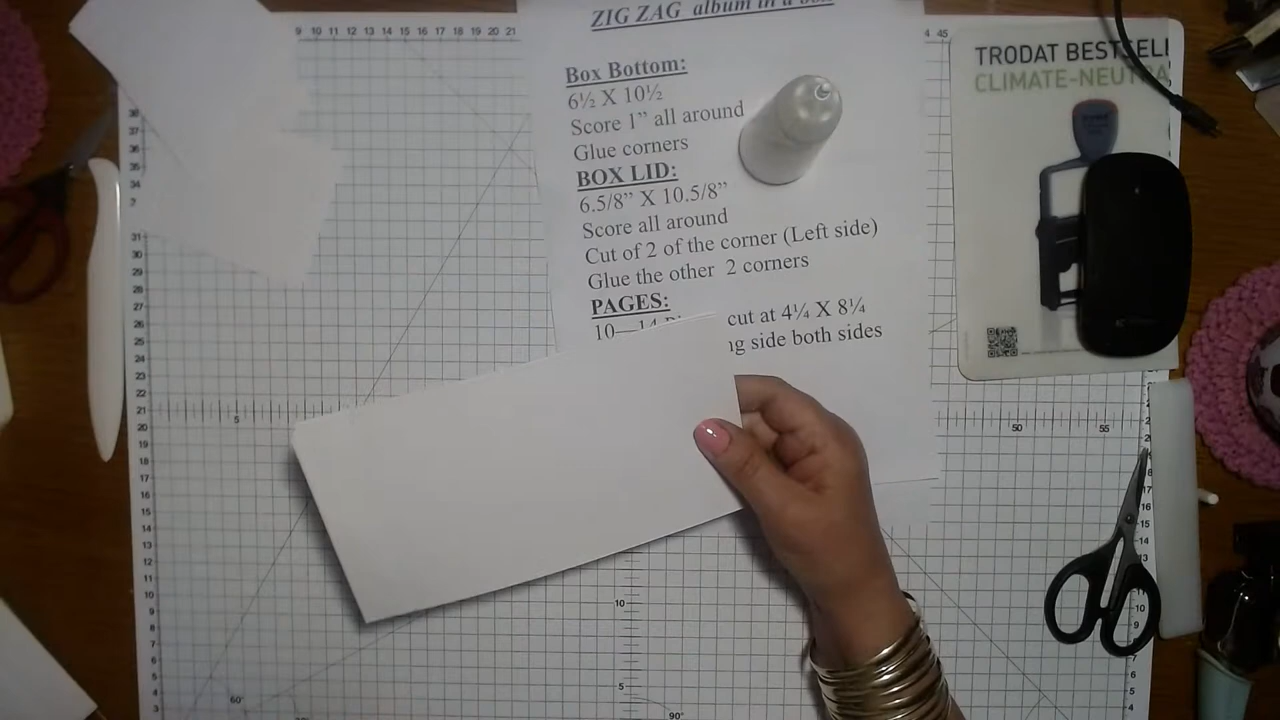 ZIG ZAG album in a box
Box Bottom:
6½ X 10½
Score 1” all around
Glue corners
BOX LID:
6.5/8” X 10.5/8”
Score all around
Cut of 2 of the corner (Left side)
Glue the other 2 corners
PAGES:
10—14 cut at 4¼ X 8¼
side both sides
TRODAT BESTSELL
CLIMATE-NEUTRA